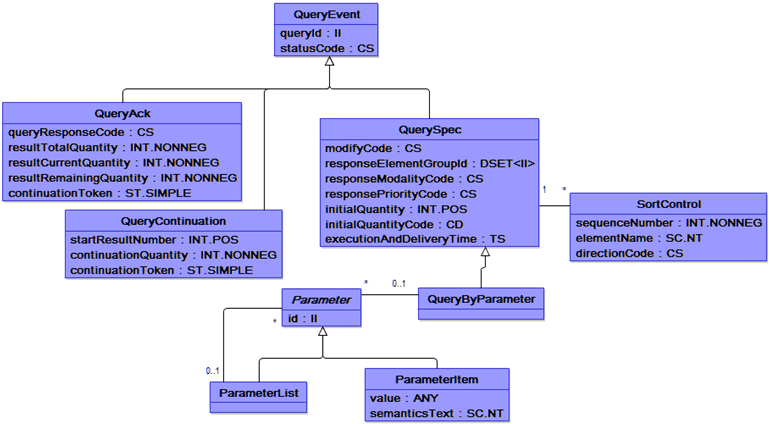 QueryEvent
queryId : II
statusCode : CS
QueryAck
queryResponseCode : CS
resultTotalQuantity : INT.NONNEG
resultCurrentQuantity : INT.NONNEG
resultRemainingQuantity : INT.NONNEG
continuationToken : ST.SIMPLE
QuerySpec
modifyCode : CS
responseElementGroupId : DSET<II>
responseModalityCode : CS
responsePriorityCode : CS
initialQuantity : INT.POS
initialQuantityCode : CD
executionAndDeliveryTime : TS
1
*
SortControl
sequenceNumber : INT.NONNEG
elementName : SC.NT
directionCode : CS
QueryContinuation
startResultNumber : INT.POS
continuationQuantity : INT.NONNEG
continuationToken : ST.SIMPLE
Parameter
id : II
*
0..1
QueryByParameter
*
0..1
ParameterList
ParameterItem
value : ANY
semanticsText : SC.NT